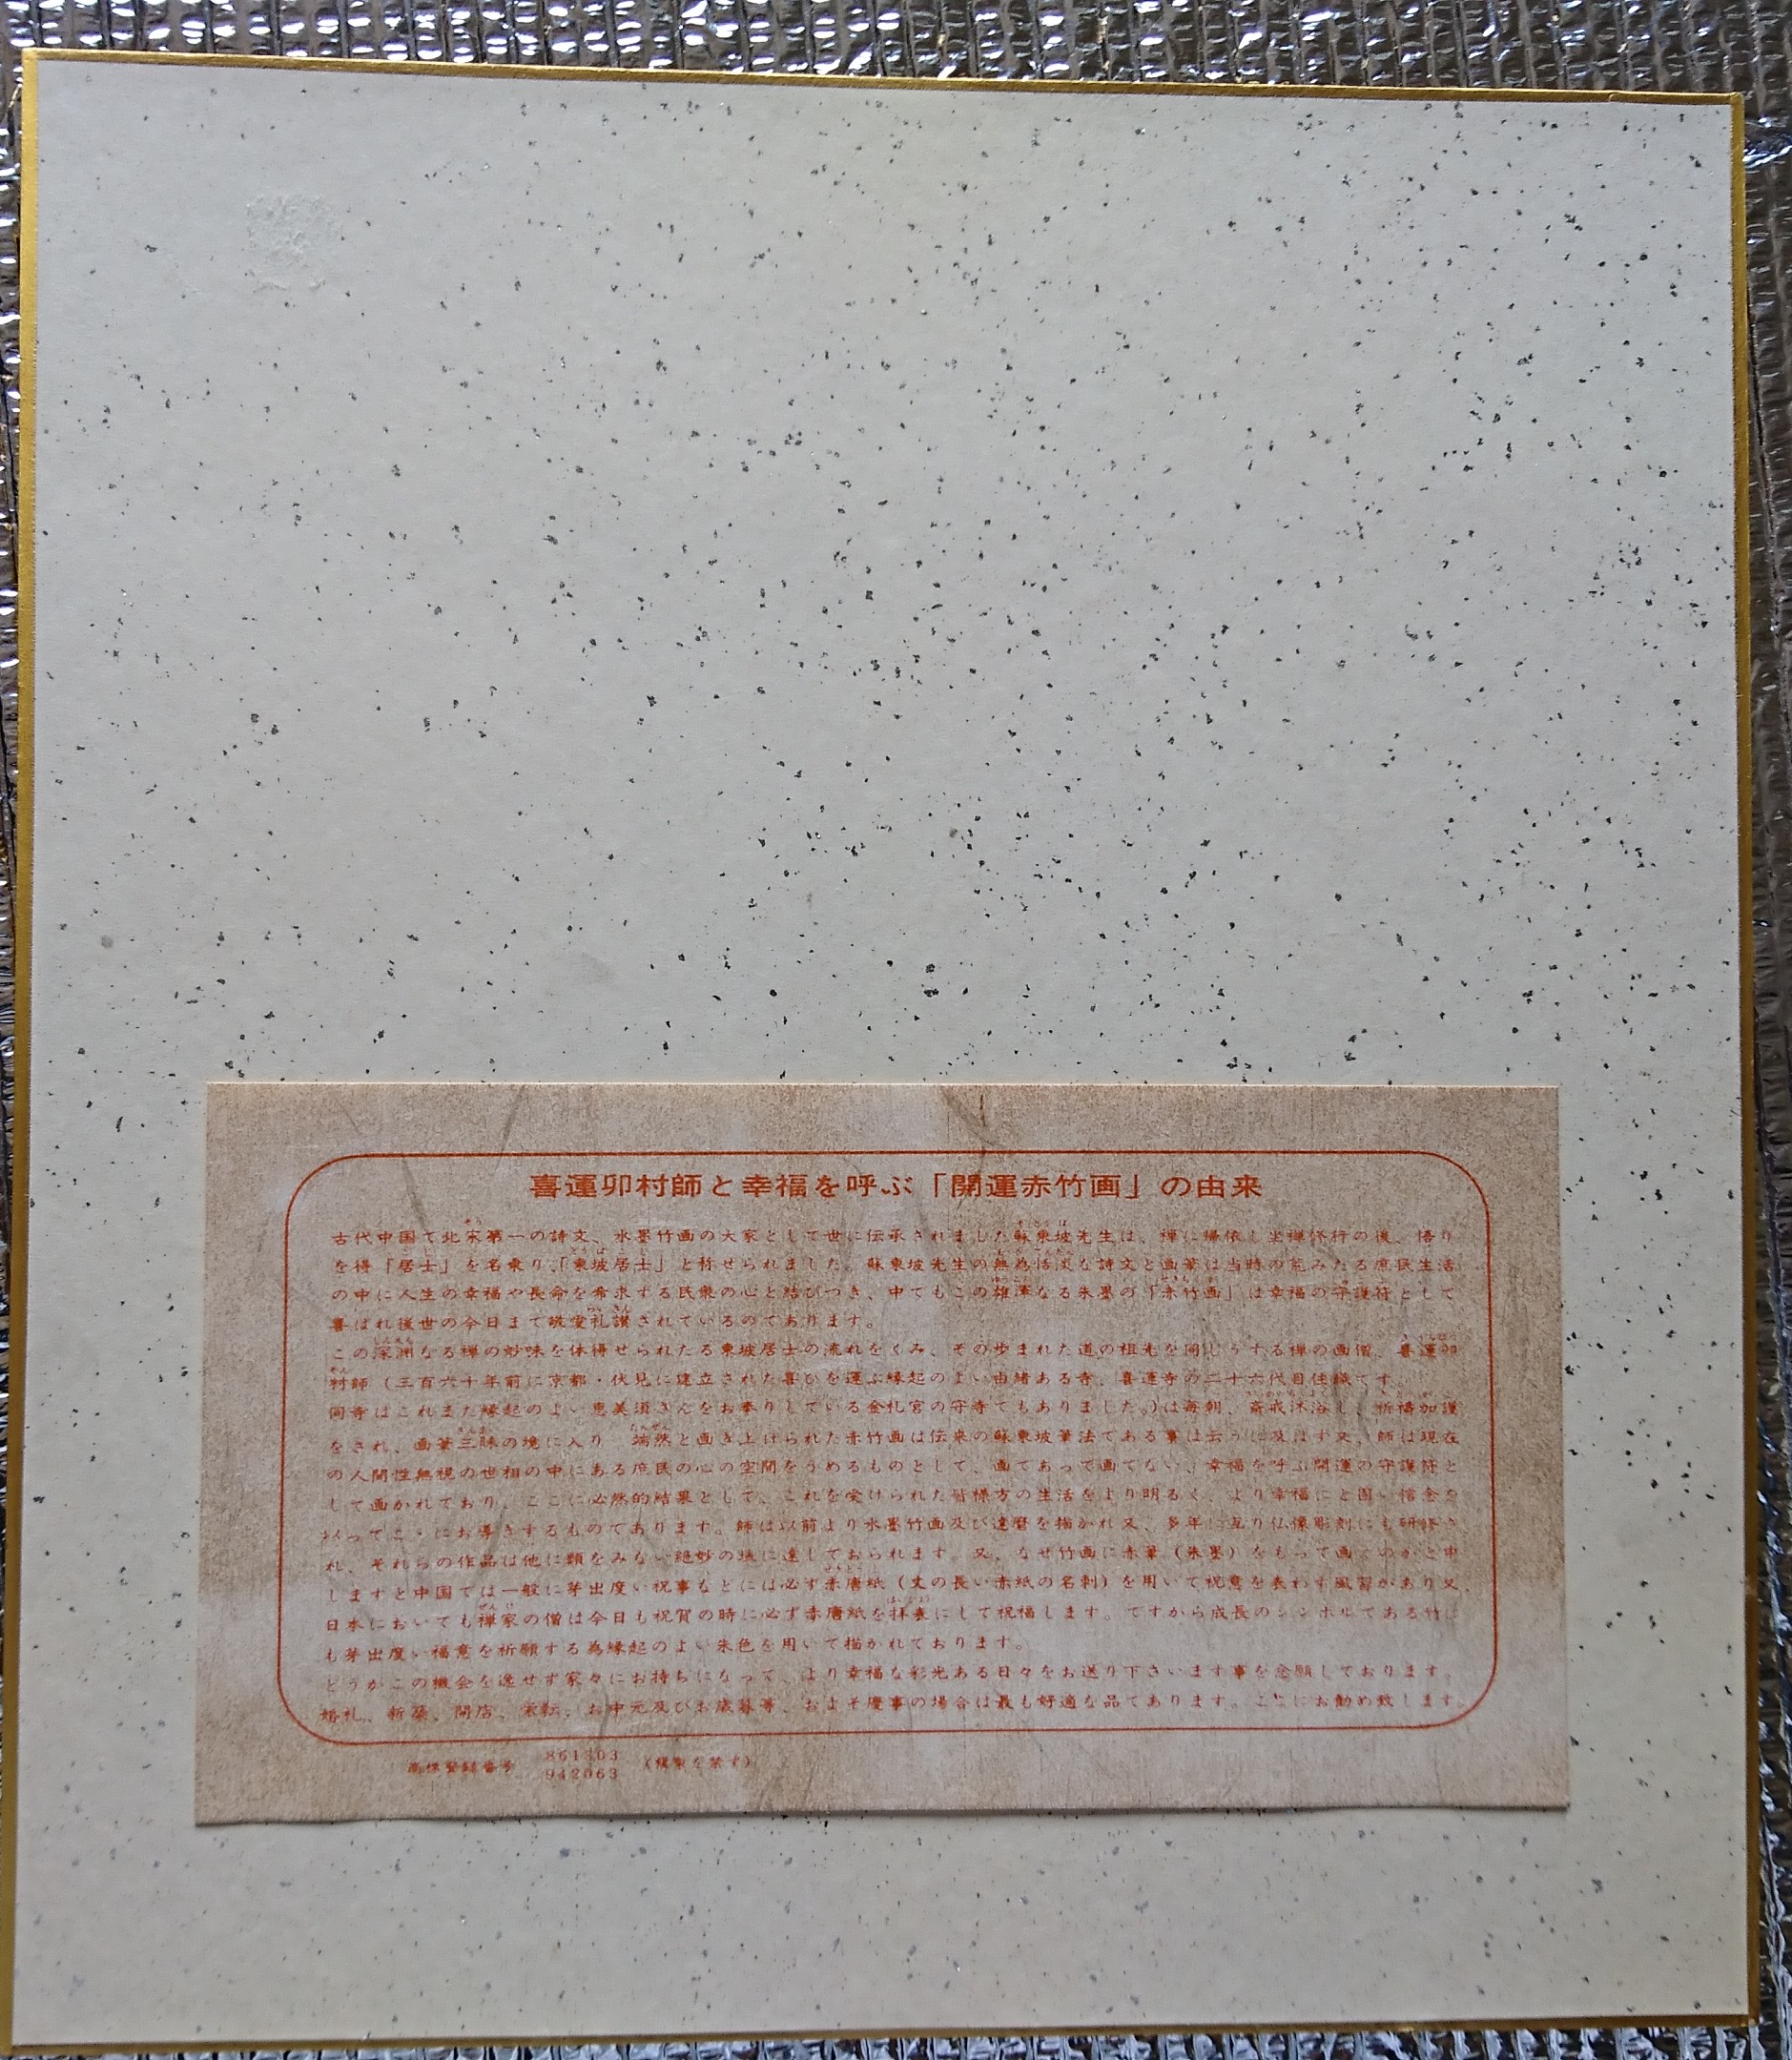 喜運卯村師と幸福を呼ぶ「開運赤竹画」の由来
古代中国で北宋第一の詩文、水墨竹画の大家として世に伝承されました蘇東坡先生は、禅に帰依し坐禅修行の後、悟り
を得「居士」を名乗り、「東坡居士」と称せられました。蘇東坡先生の無為恬淡な詩文と画筆は当時の 庶民生活
の中に人生の幸福や長命を希求する民衆の心と結びつき、中でもこの雄渾なる朱墨の「赤竹画」は幸福の守護符として
喜ばれ後世の今日まで敬愛礼讃されているのであります。
この深淵なる禅の妙味を体得せられたる東坡居士の流れをくみ、その歩まれた道の祖先を同じうする禅の画僧、喜運卯
村師（三百六十年前に京都・伏見に建立された喜びを運ぶ縁起のよい由緒ある寺、喜運寺の二十六代目住職です。
同寺はこれまた縁起のよい恵美須さんをお奉りしている金札宮の守寺でもありました。）は毎朝、斎戒沐浴し、祈祷加護
をされ、画筆三昧の境に入り 端然と画き上げられた赤竹画は伝来の蘇東坡筆法である事は云うに及ばず又、師は現在
の人間性無視の世相の中にある庶民の心の空間をうめるものとして、画であって画でない、幸福を呼ぶ開運の守護符と
して画かれており、ここに必然的結果として、これを受けられた皆様方の生活をより明るく、より幸福にと固い信念を
以って にお導きするものであります。師は以前より水墨竹画及び達磨を描かれ又、多年に亙り仏像彫刻にも研鑽さ
れ、それらの作品は他に類をみない絶妙の域に達しておられます。又、なぜ竹画に赤筆（朱墨）をもって画くのかと申
しますと中国では一般に芽出度い祝事などには必ず赤唐紙（丈の長い赤紙の名刺）を用いて祝意を表わす風習があり又、
日本においても禅家の僧は今日も祝賀の時に必ず赤唐紙を拝表にして祝福します。ですから成長のシンボルである竹に
も芽出度い福意を祈願する為縁起のよい朱色を用いて描かれております。
どうかこの機会を逸せず家々にお持ちになって、より幸福な彩光ある日々をお送り下さいます事を念願しております。
婚礼、新築、開店、栄転、お中元及びお歳暮等、およそ慶事の場合は最も好適な品であります。ここにお勧め致します。
商標登録番号 861303 942063 （複製を禁ず）